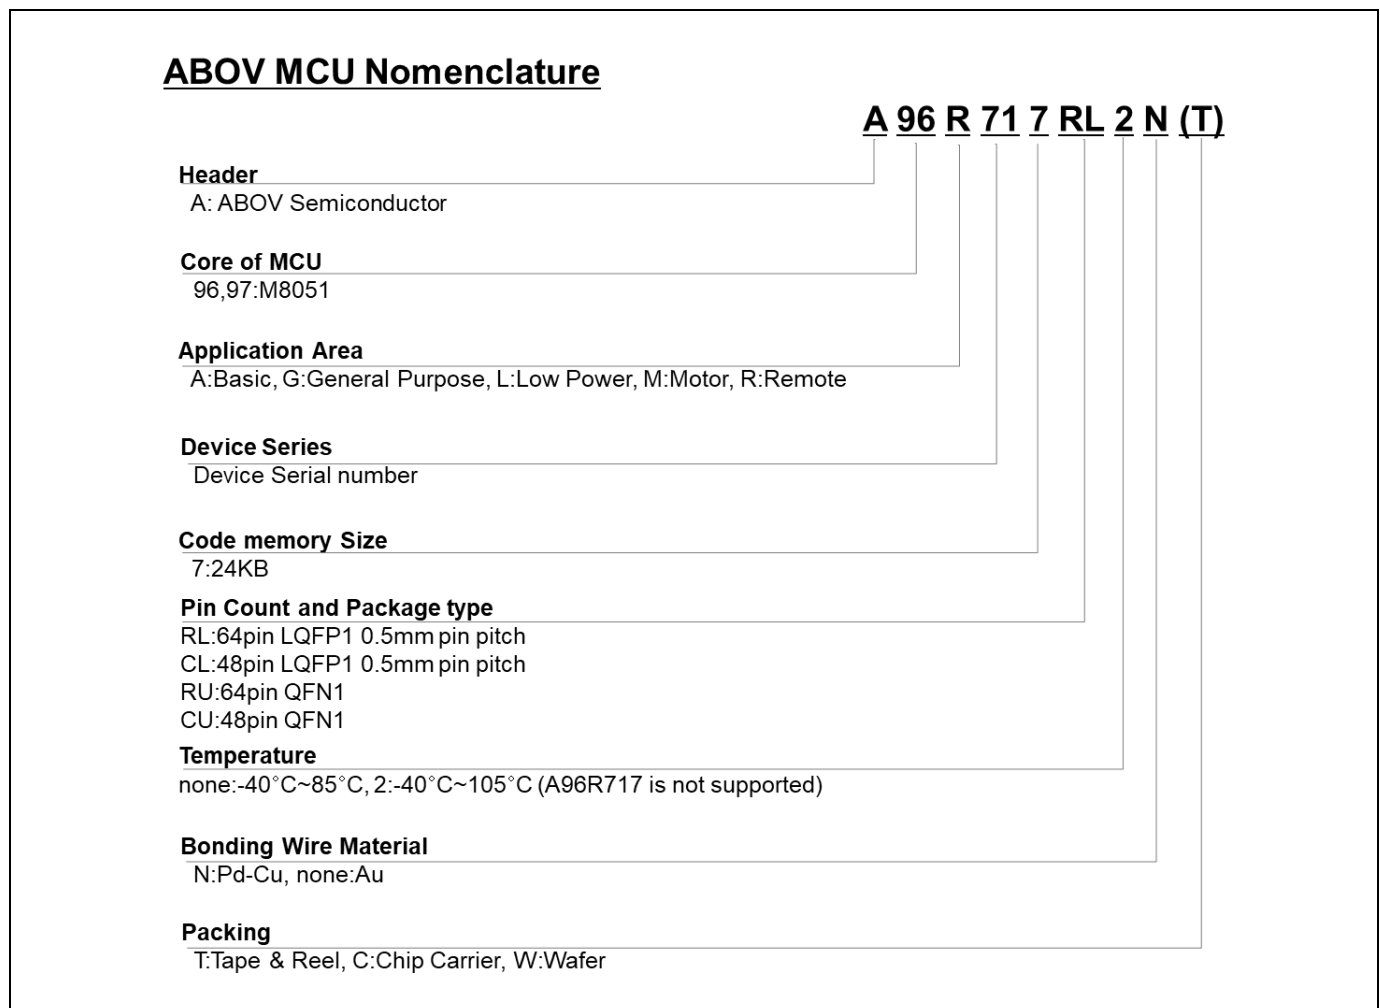 ABOV MCU Nomenclature
A 96 R 71 7 RL 2 N (T)
Header
A: ABOV Semiconductor
Core of MCU
96,97:M8051
Application Area
A:Basic, G:General Purpose, L:Low Power, M:Motor, R:Remote
Device Series
Device Serial number
Code memory Size
7:24KB
Pin Count and Package type
RL:64pin LQFP1 0.5mm pin pitch
CL:48pin LQFP1 0.5mm pin pitch
RU:64pin QFN1
CU:48pin QFN1
Temperature
none:-40°C~85°C, 2:-40°C~105°C (A96R717 is not supported)
Bonding Wire Material
N:Pd-Cu, none:Au
Packing
T:Tape & Reel, C:Chip Carrier, W:Wafer